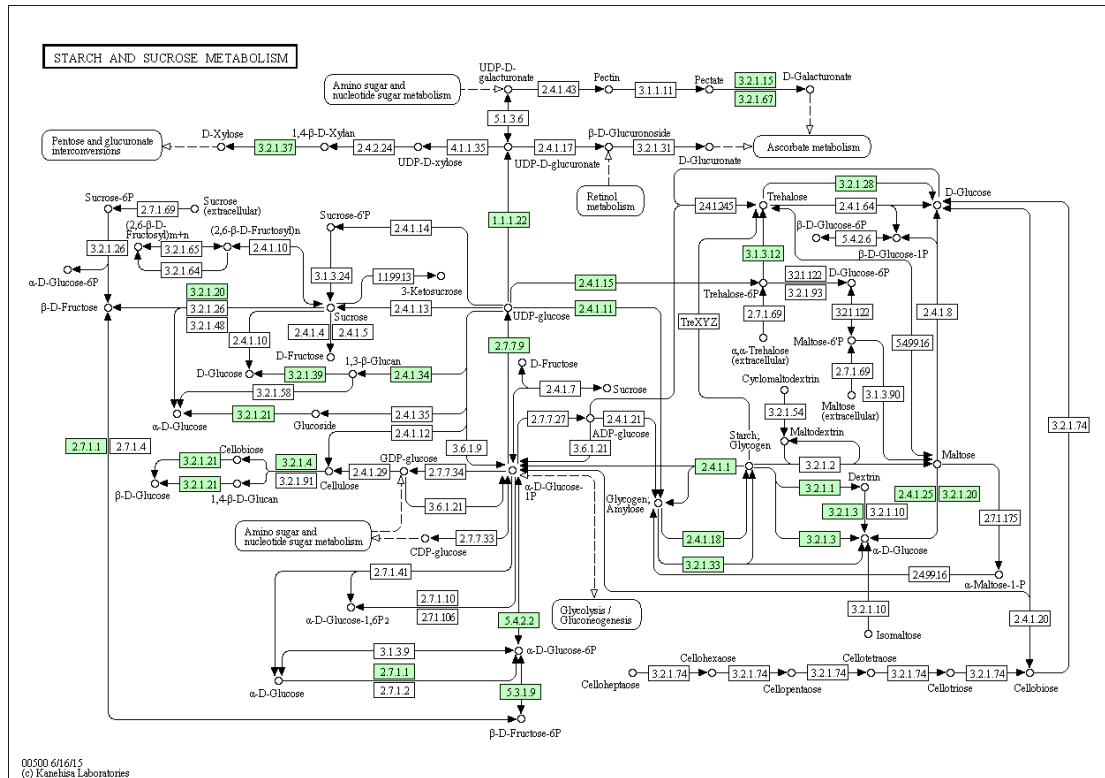 STARCH AND SUCROSE METABOLISM
Amino sugar and
nucleotide sugar metabolism
UDP-D-
galacturonate
2.4.1.43
Pectin
3.1.1.11
Pectate
3.2.1.15
3.2.1.67
D-Galacturonate
5.1.3.6
Pentose and glucuronate
interconversions
D-Xylose
3.2.1.37
1,4-β-D-Xylan
2.4.2.24
UDP-D-xylose
4.1.1.35
UDP-D-glucuronate
2.4.1.17
β-D-Glucuronoside
3.2.1.31
D-Glucuronate
Ascorbate metabolism
Retinol
metabolism
1.1.1.22
Sucrose-6P
2.7.1.69
Sucrose
(extracellular)
3.2.1.26
(2,6-β-D-
Fructosyl)m+n
3.2.1.65
3.2.1.64
(2,6-β-D-Fructosyl)n
2.4.1.10
α-D-Glucose-6P
Sucrose-6'P
2.4.1.14
3.1.3.24
1.1.99.13
3-Ketosucrose
β-D-Fructose
3.2.1.20
3.2.1.26
3.2.1.48
Sucrose
2.4.1.13
UDP-glucose
2.4.1.10
2.4.1.4
2.4.1.5
D-Fructose
D-Glucose
3.2.1.39
1,3-β-Glucan
2.4.1.34
3.2.1.58
α-D-Glucose
3.2.1.21
Glucoside
2.4.1.35
2.4.1.12
2.7.7.9
D-Fructose
2.4.1.7
Sucrose
2.4.1.15
2.4.1.11
2.4.1.245
Trehalose
3.2.1.28
D-Glucose
2.4.1.64
β-D-Glucose-6P
5.4.2.6
β-D-Glucose-1P
3.1.3.12
3.2.1.122
3.2.1.93
D-Glucose-6P
Trehalose-6P
TreXYZ
2.7.1.69
α,α-Trehalose
(extracellular)
3.2.1.122
Maltose-6'P
2.7.1.69
Maltose
(extracellular)
5.4.99.16
2.4.1.8
3.1.3.90
3.2.1.74
Cyclomaltodextrin
3.2.1.54
Maltodextrin
3.2.1.2
Maltose
2.7.7.27
ADP-glucose
2.4.1.21
3.6.1.21
3.6.1.9
Starch;
Glycogen
2.4.1.1
Glycogen;
Amylose
2.7.1.1
2.7.1.4
Cellobiose
3.2.1.21
3.2.1.4
β-D-Glucose
3.2.1.21
3.2.1.91
1,4-β-D-Glucan
Cellulose
2.4.1.29
GDP-glucose
2.7.7.34
3.6.1.21
α-D-Glucose-
1P
Amino sugar and
nucleotide sugar metabolism
2.7.7.33
CDP-glucose
3.2.1.1
Dextrin
3.2.1.3
3.2.1.10
3.2.1.3
α-D-Glucose
2.4.1.25
3.2.1.20
2.4.1.18
3.2.1.33
2.7.1.175
2.4.99.16
α-Maltose-1-P
3.2.1.10
Isomaltose
2.4.1.20
2.7.1.41
2.7.1.10
2.7.1.106
α-D-Glucose-1,6P2
Glycolysis /
Gluconeogenesis
5.4.2.2
3.1.3.9
α-D-Glucose-6P
2.7.1.1
2.7.1.2
α-D-Glucose
5.3.1.9
β-D-Fructose-6P
Celloheptaose
3.2.1.74
Cellohexaose
3.2.1.74
Cellopentaose
3.2.1.74
Cellotetraose
3.2.1.74
Cellotriose
3.2.1.74
Cellobiose
00500 6/16/15
(c) Kanehisa Laboratories